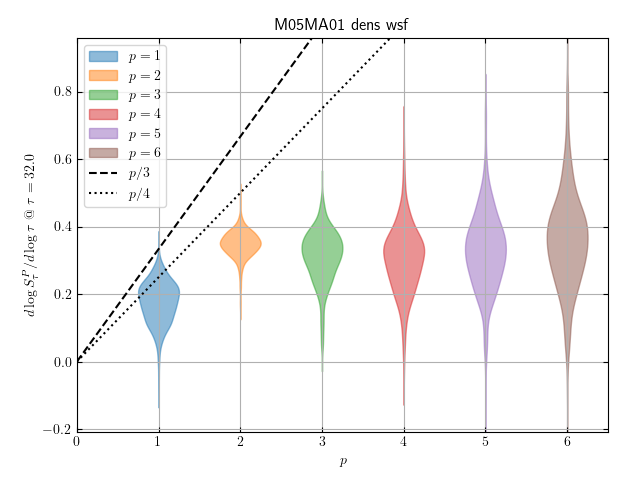 M05MA01 dens wsf
d log S_τ^P / d log τ @ τ = 32.0
0.8
0.6
0.4
0.2
0.0
−0.2
p = 1
p = 2
p = 3
p = 4
p = 5
p = 6
p/3
p/4
0 1 2 3 4 5 6
p